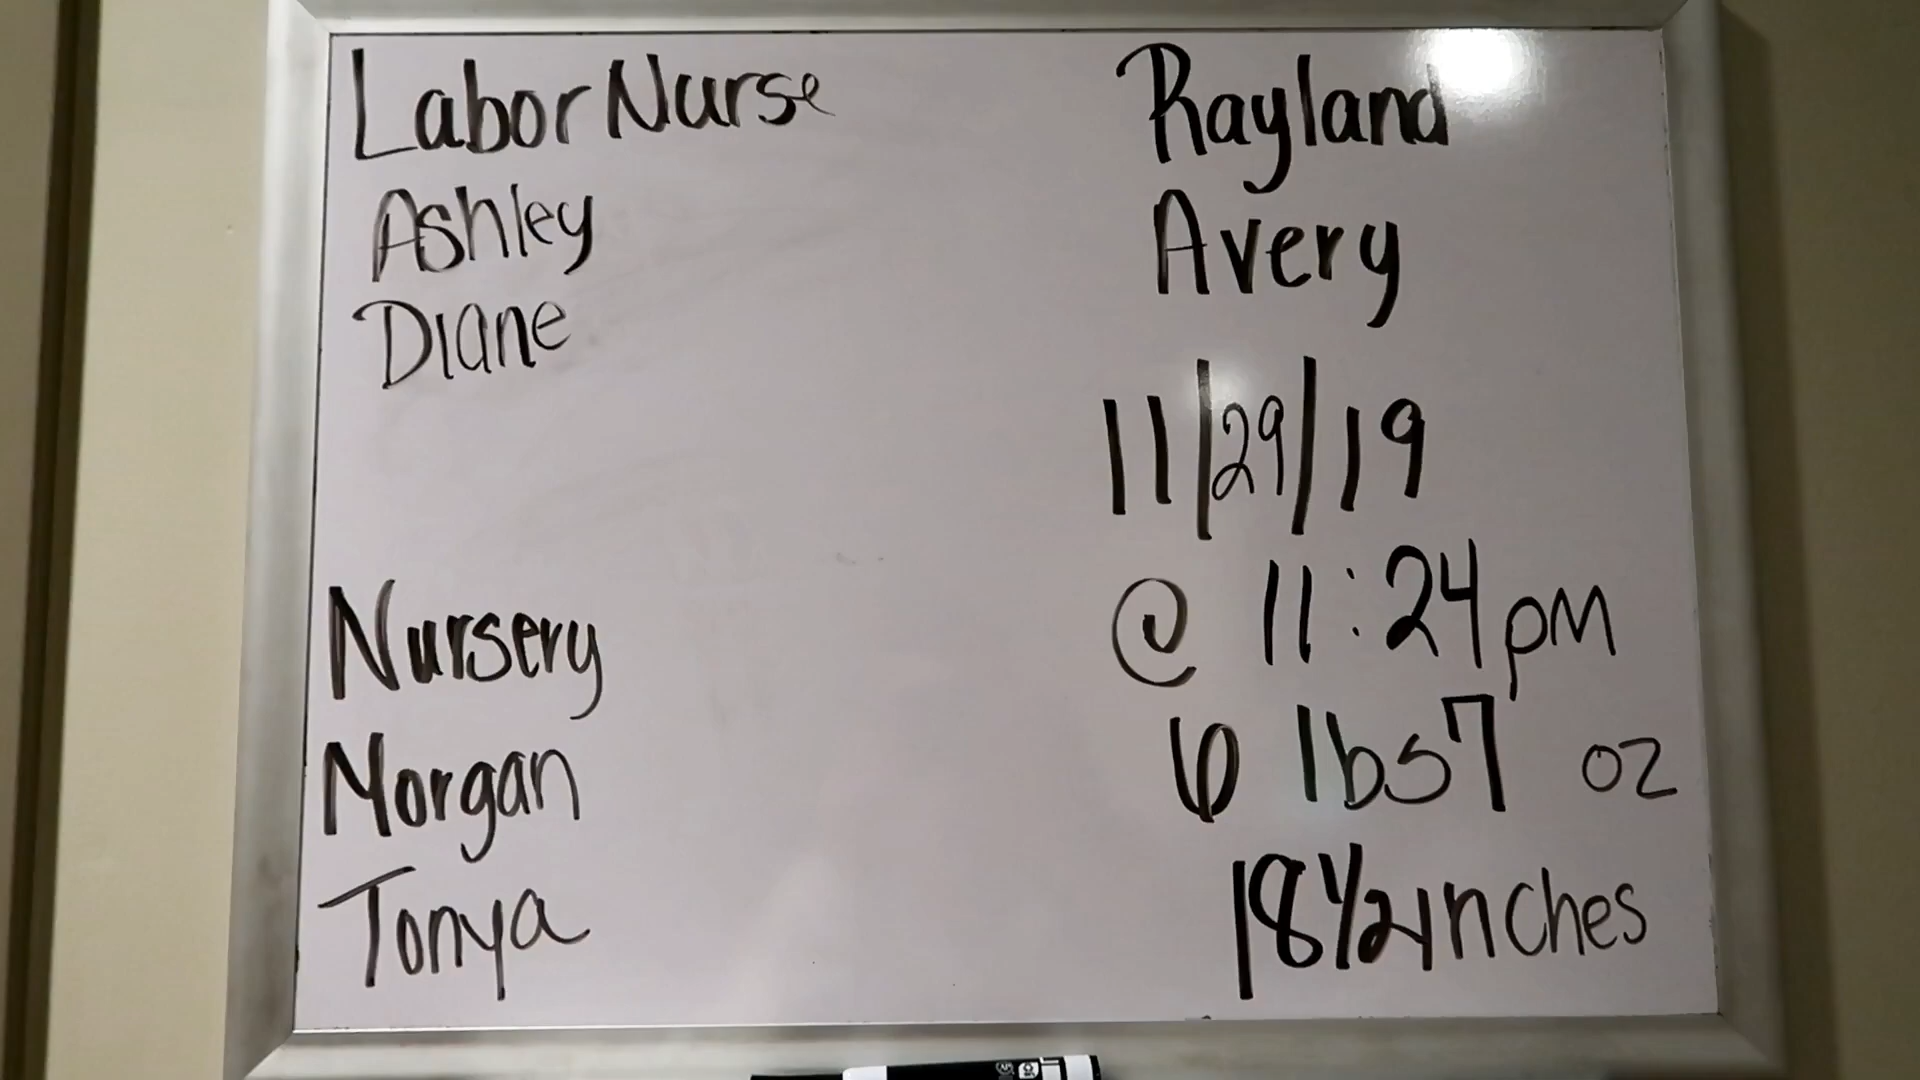 Labor Nurse
Ashley
Diane
Nursery
Morgan
Tonya
Rayland
Avery
11/29/19
@ 11:24 pm
6 lbs 7 oz
18 1/2 inches